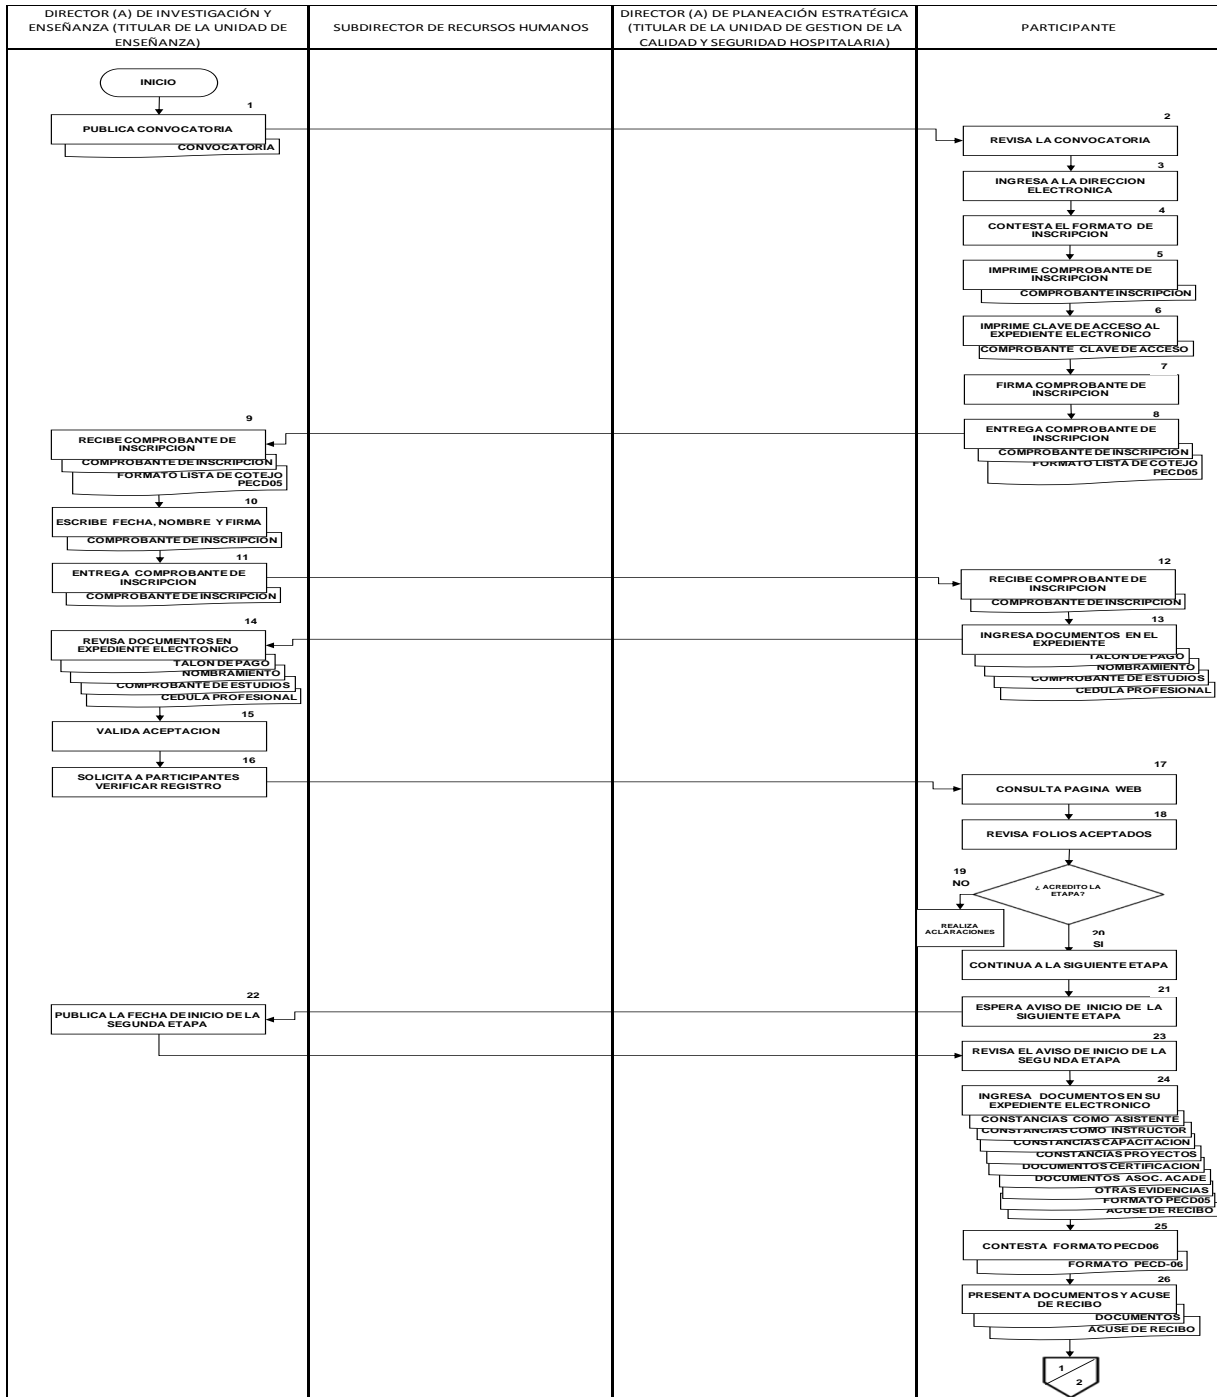 DIRECTOR (A) DE INVESTIGACIÓN Y
ENSEÑANZA (TITULAR DE LA UNIDAD DE
ENSEÑANZA)
SUBDIRECTOR DE RECURSOS HUMANOS
DIRECTOR (A) DE PLANEACIÓN ESTRATÉGICA
(TITULAR DE LA UNIDAD DE GESTION DE LA
CALIDAD Y SEGURIDAD HOSPITALARIA)
PARTICIPANTE
INICIO
1
PUBLICA CONVOCATORIA
CONVOCATORIA
2
REVISA LA CONVOCATORIA
3
INGRESA A LA DIRECCION
ELECTRONICA
4
CONTESTA EL FORMATO DE
INSCRIPCION
5
IMPRIME COMPROBANTE DE
INSCRIPCION
COMPROBANTE INSCRIPCION
6
IMPRIME CLAVE DE ACCESO AL
EXPEDIENTE ELECTRONICO
COMPROBANTE CLAVE DE ACCESO
7
FIRMA COMPROBANTE DE
INSCRIPCION
8
ENTREGA COMPROBANTE DE
INSCRIPCION
COMPROBANTE DE INSCRIPCION
FORMATO LISTA DE COTEJO
PECD05
9
RECIBE COMPROBANTE DE
INSCRIPCION
COMPROBANTE DE INSCRIPCION
FORMATO LISTA DE COTEJO
PECD05
10
ESCRIBE FECHA, NOMBRE Y FIRMA
COMPROBANTE DE INSCRIPCION
11
ENTREGA COMPROBANTE DE
INSCRIPCION
COMPROBANTE DE INSCRIPCION
12
RECIBE COMPROBANTE DE
INSCRIPCION
COMPROBANTE DE INSCRIPCION
13
INGRESA DOCUMENTOS EN EL
EXPEDIENTE
TALON DE PAGO
NOMBRAMIENTO
COMPROBANTE DE ESTUDIOS
CEDULA PROFESIONAL
14
REVISA DOCUMENTOS EN
EXPEDIENTE ELECTRONICO
TALON DE PAGO
NOMBRAMIENTO
COMPROBANTE DE ESTUDIOS
CEDULA PROFESIONAL
15
VALIDA ACEPTACION
16
SOLICITA A PARTICIPANTES
VERIFICAR REGISTRO
17
CONSULTA PAGINA WEB
18
REVISA FOLIOS ACEPTADOS
¿ ACREDITO LA
ETAPA?
19
NO
REALIZA
ACLARACIONES
20
SI
CONTINUA A LA SIGUIENTE ETAPA
21
ESPERA AVISO DE INICIO DE LA
SIGUIENTE ETAPA
22
PUBLICA LA FECHA DE INICIO DE LA
SEGUNDA ETAPA
23
REVISA EL AVISO DE INICIO DE LA
SEGUNDA ETAPA
24
INGRESA DOCUMENTOS EN SU
EXPEDIENTE ELECTRONICO
CONSTANCIAS COMO ASISTENTE
CONSTANCIAS COMO INSTRUCTOR
CONSTANCIAS CAPACITACION
CONSTANCIAS PROYECTOS
DOCUMENTOS CERTIFICACION
DOCUMENTOS ASOC. ACADE
OTRAS EVIDENCIAS
FORMATO PECD05
ACUSE DE RECIBO
25
CONTESTA FORMATO PECD06
FORMATO PECD-06
26
PRESENTA DOCUMENTOS Y ACUSE
DE RECIBO
DOCUMENTOS
ACUSE DE RECIBO
1
2